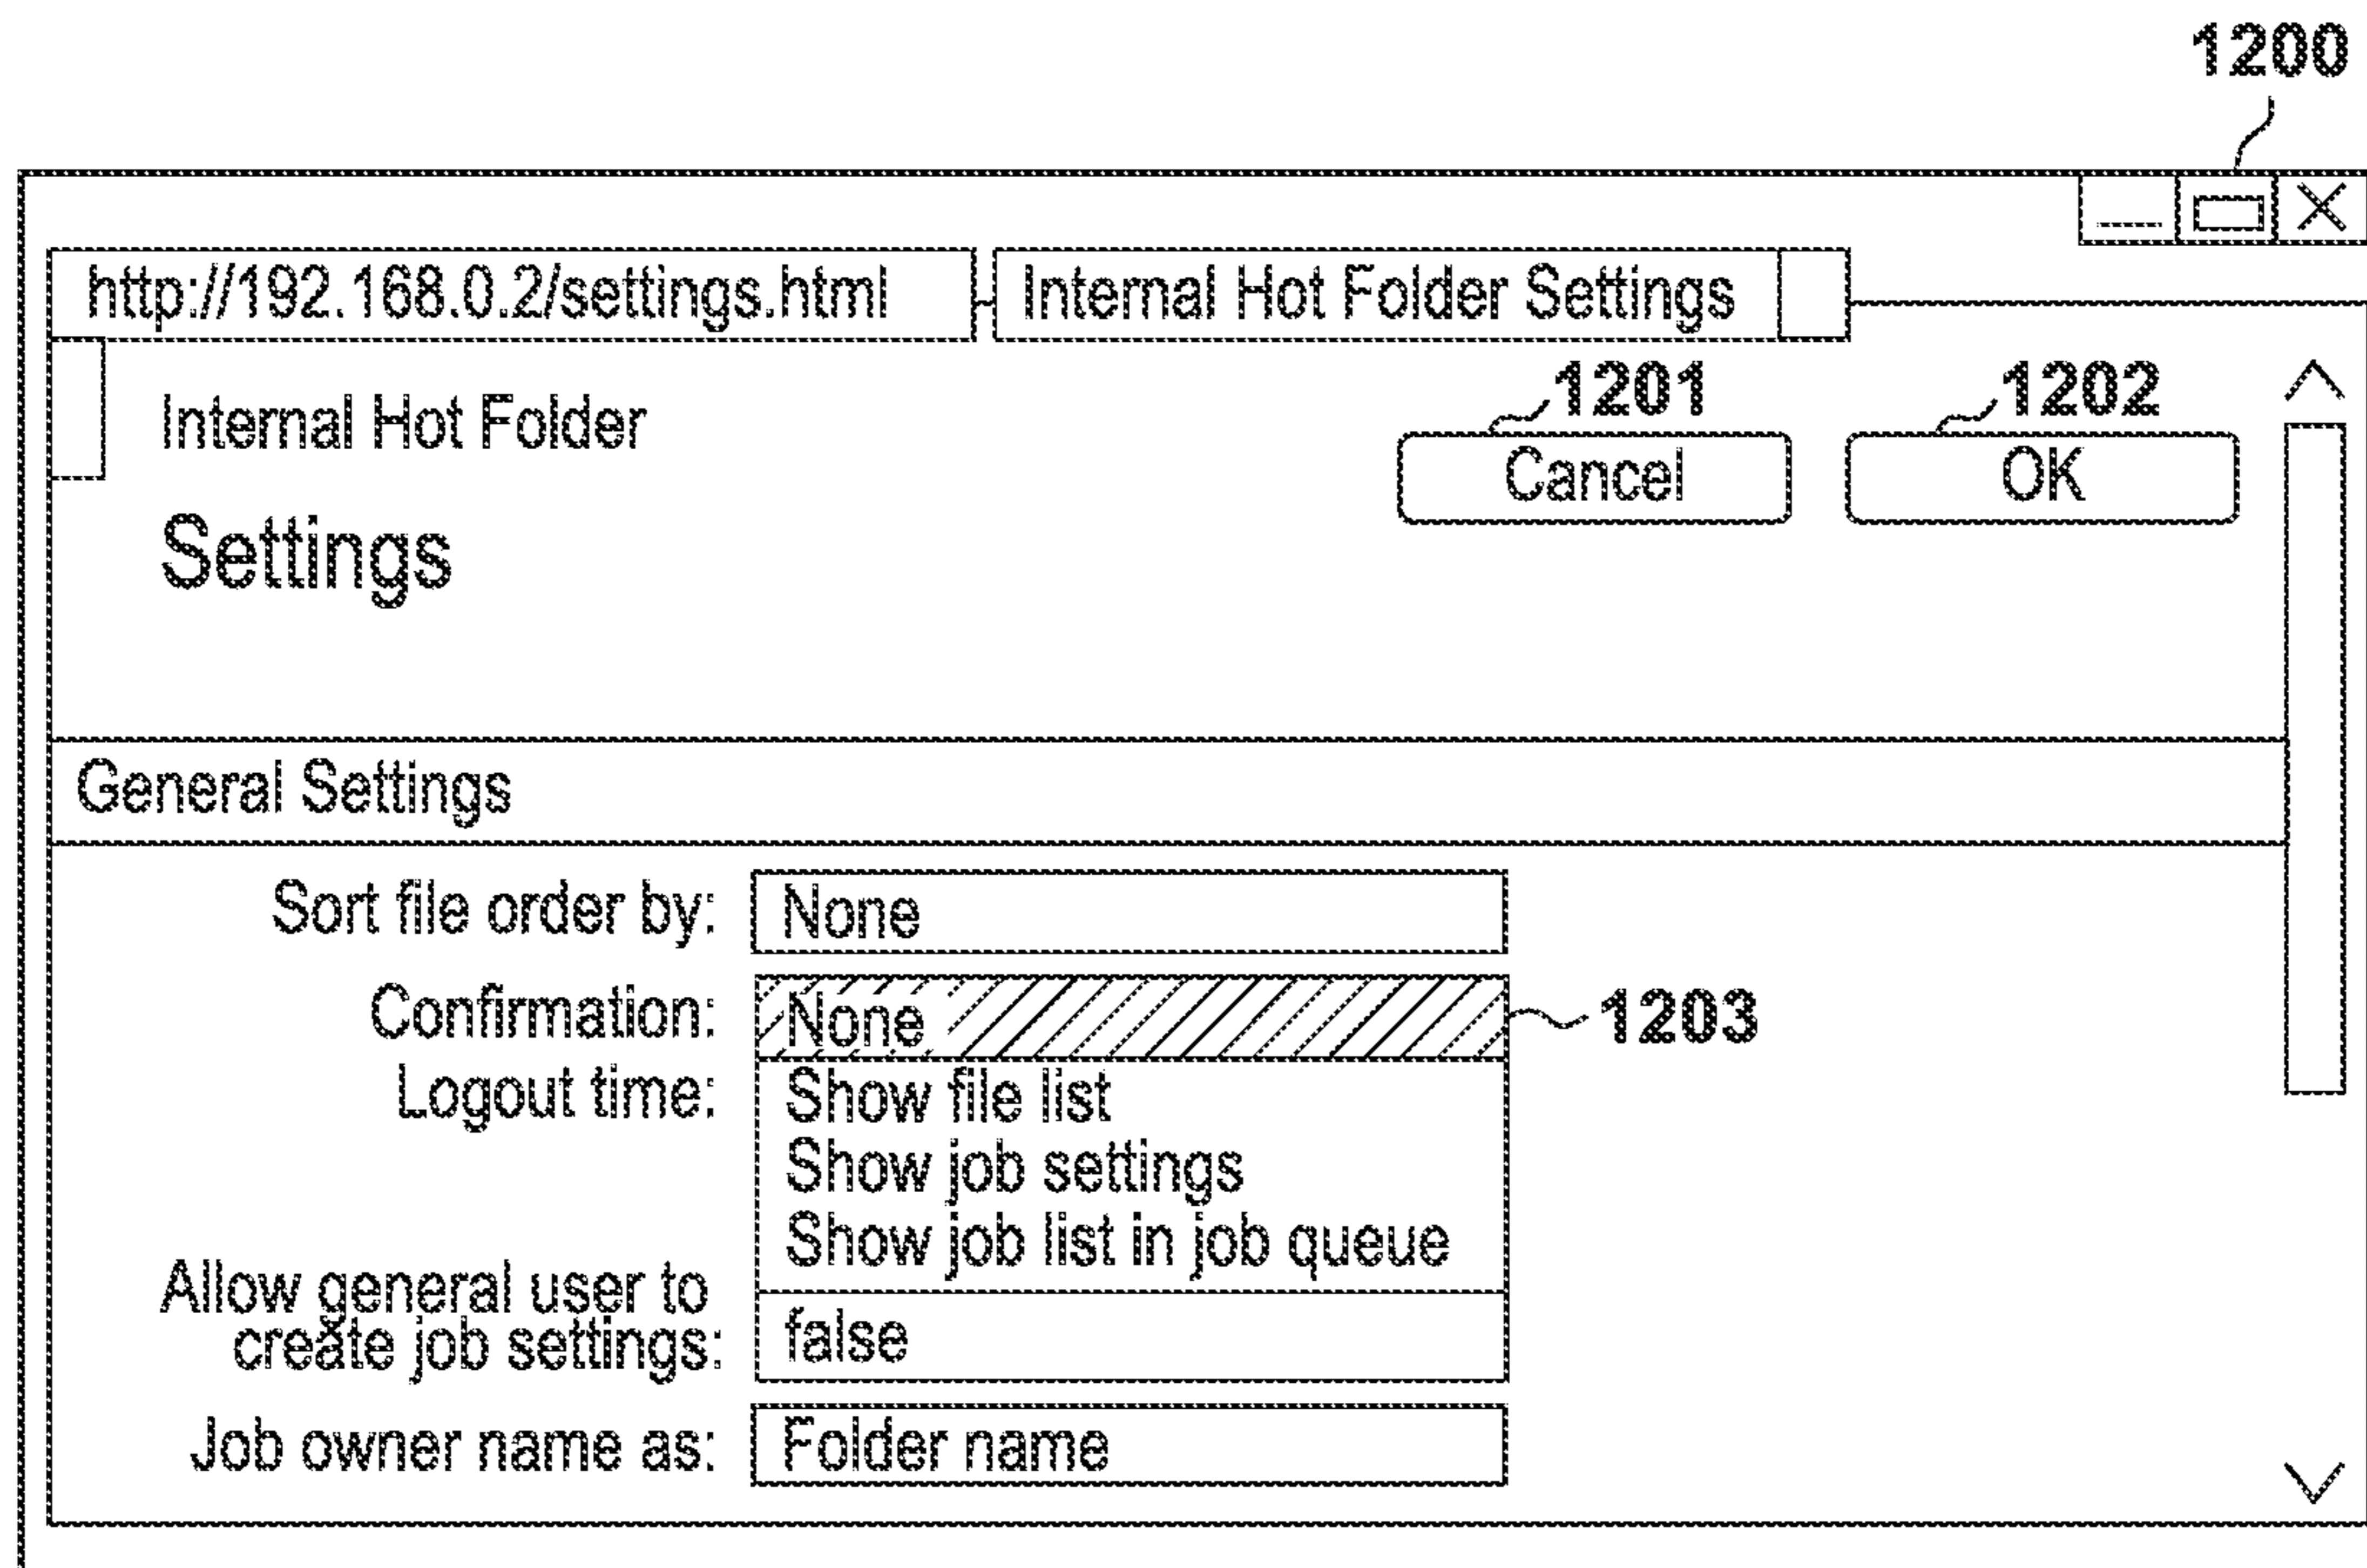 1200
http://192.168.0.2/settings.html
Internal Hot Folder Settings
Internal Hot Folder
1201
1202
Cancel
OK
Settings
General Settings
Sort file order by:
None
Confirmation:
None
1203
Logout time:
Show file list
Show job settings
Show job list in job queue
Allow general user to
create job settings:
false
Job owner name as:
Folder name